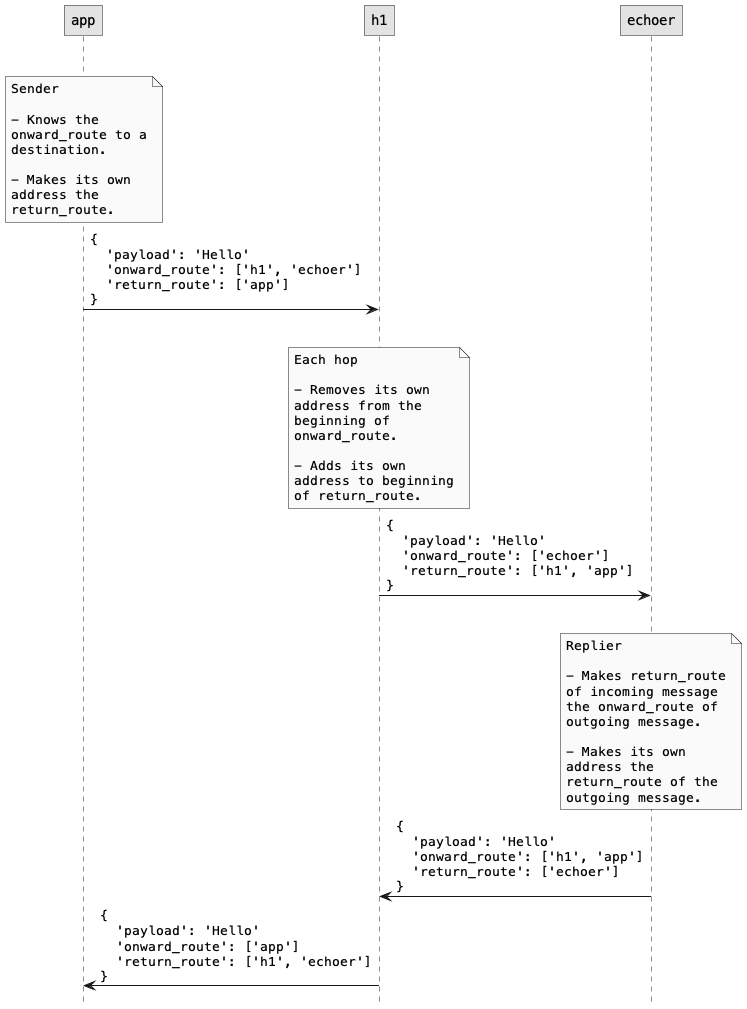 app h1 echoer
Sender
– Knows the
onward_route to a
destination.
– Makes its own
address the
return_route.
{
'payload': 'Hello'
'onward_route': ['h1', 'echoer']
'return_route': ['app']
}
Each hop
– Removes its own
address from the
beginning of
onward_route.
– Adds its own
address to beginning
of return_route.
{
'payload': 'Hello'
'onward_route': ['echoer']
'return_route': ['h1', 'app']
}
Replier
– Makes return_route
of incoming message
the onward_route of
outgoing message.
– Makes its own
address the
return_route of the
outgoing message.
{
'payload': 'Hello'
'onward_route': ['h1', 'app']
'return_route': ['echoer']
}
{
'payload': 'Hello'
'onward_route': ['app']
'return_route': ['h1', 'echoer']
}